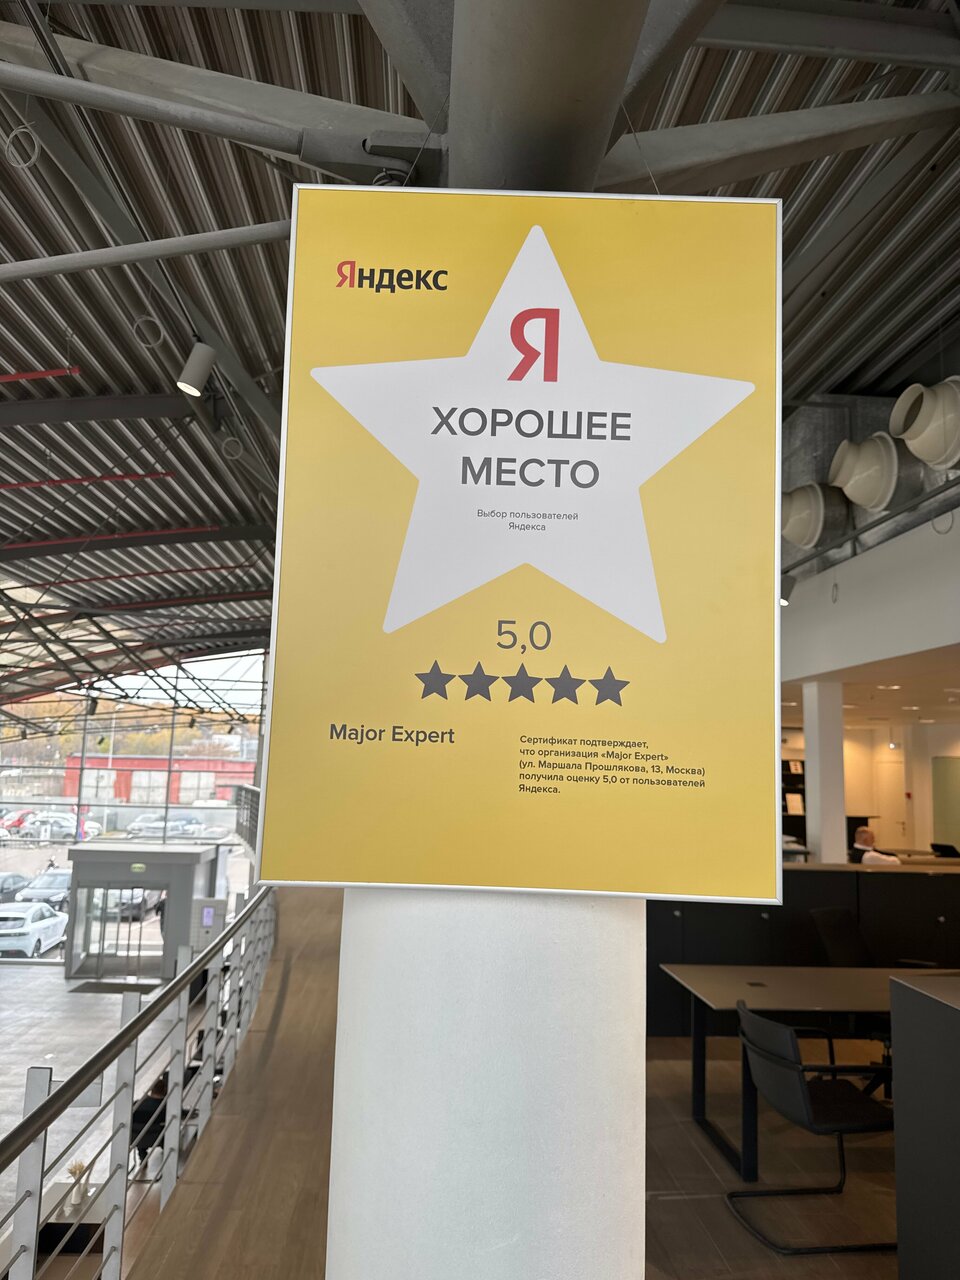 Яндекс
Я
ХОРОШЕЕ
МЕСТО
Выбор пользователей
Яндекса
5,0
Major Expert
Сертификат подтверждает,
что организация «Major Expert»
(ул. Маршала Прошлякова, 13, Москва)
получила оценку 5,0 от пользователей
Яндекса.